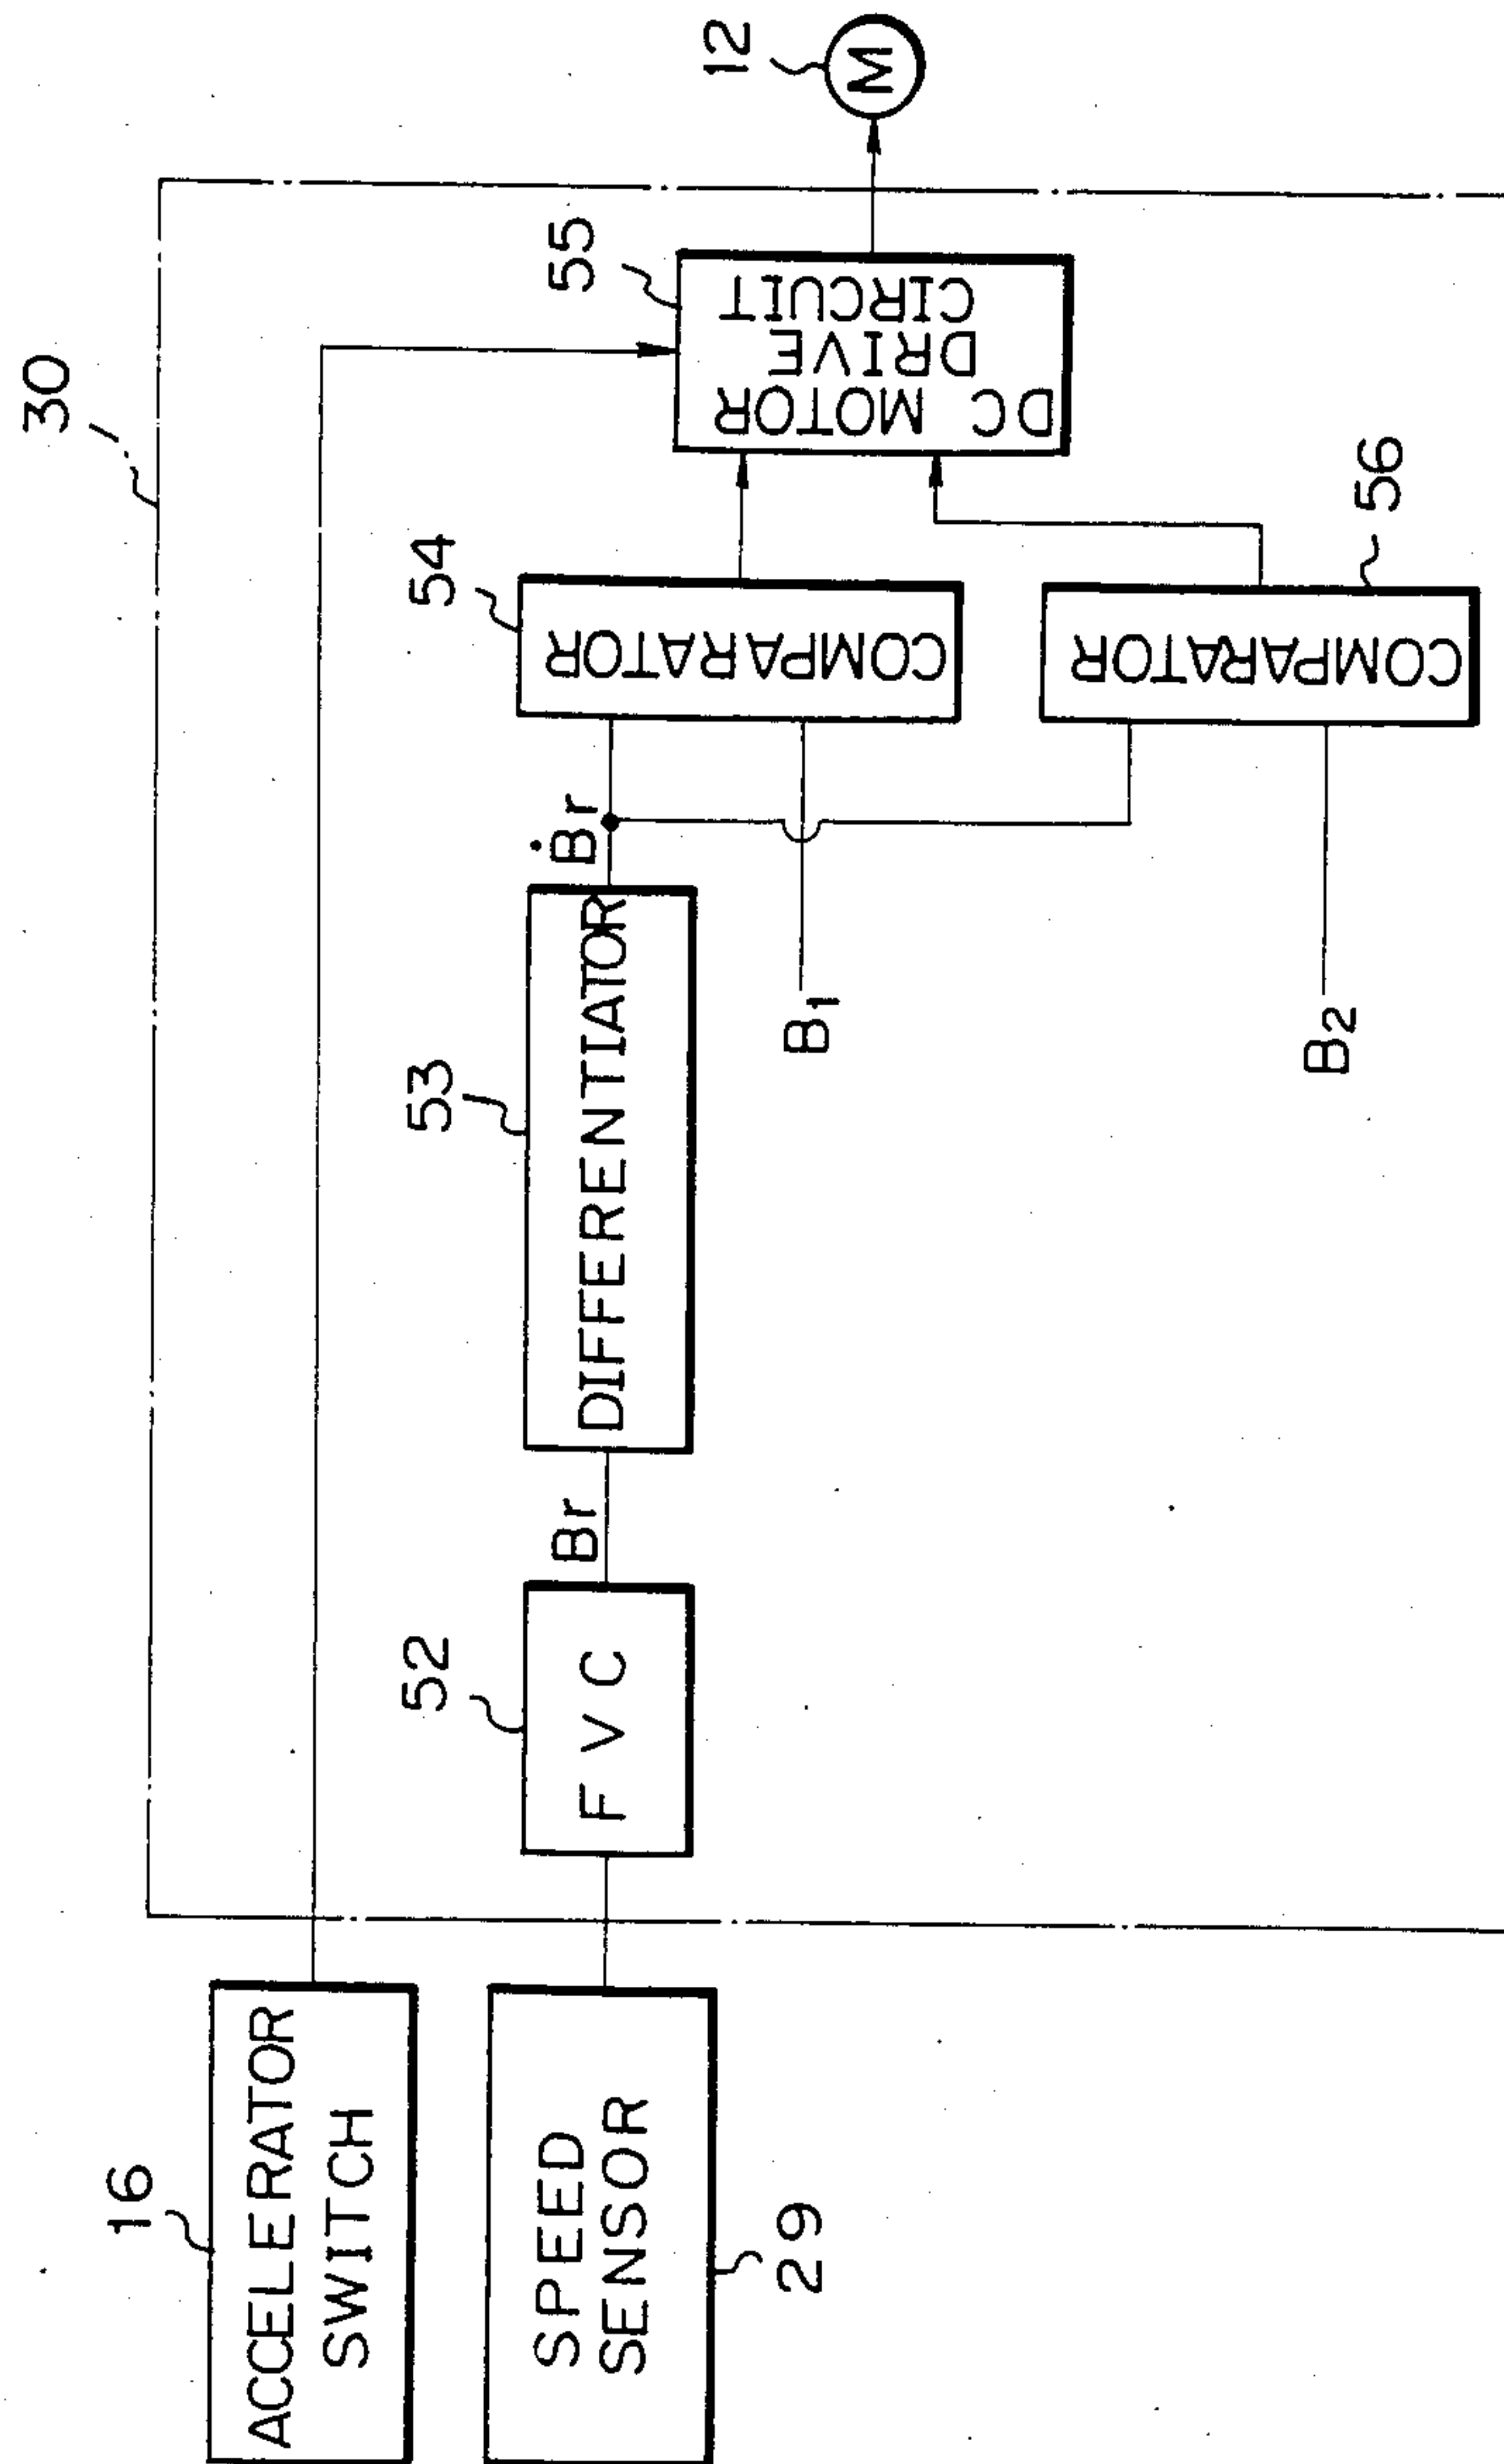 30
12
M
55
DC MOTOR
DRIVE
CIRCUIT
54
COMPARATOR
56
COMPARATOR
Ḃr
B1
B2
53
DIFFERENTIATOR
Br
52
F V C
16
ACCELERATOR
SWITCH
SPEED
SENSOR
29